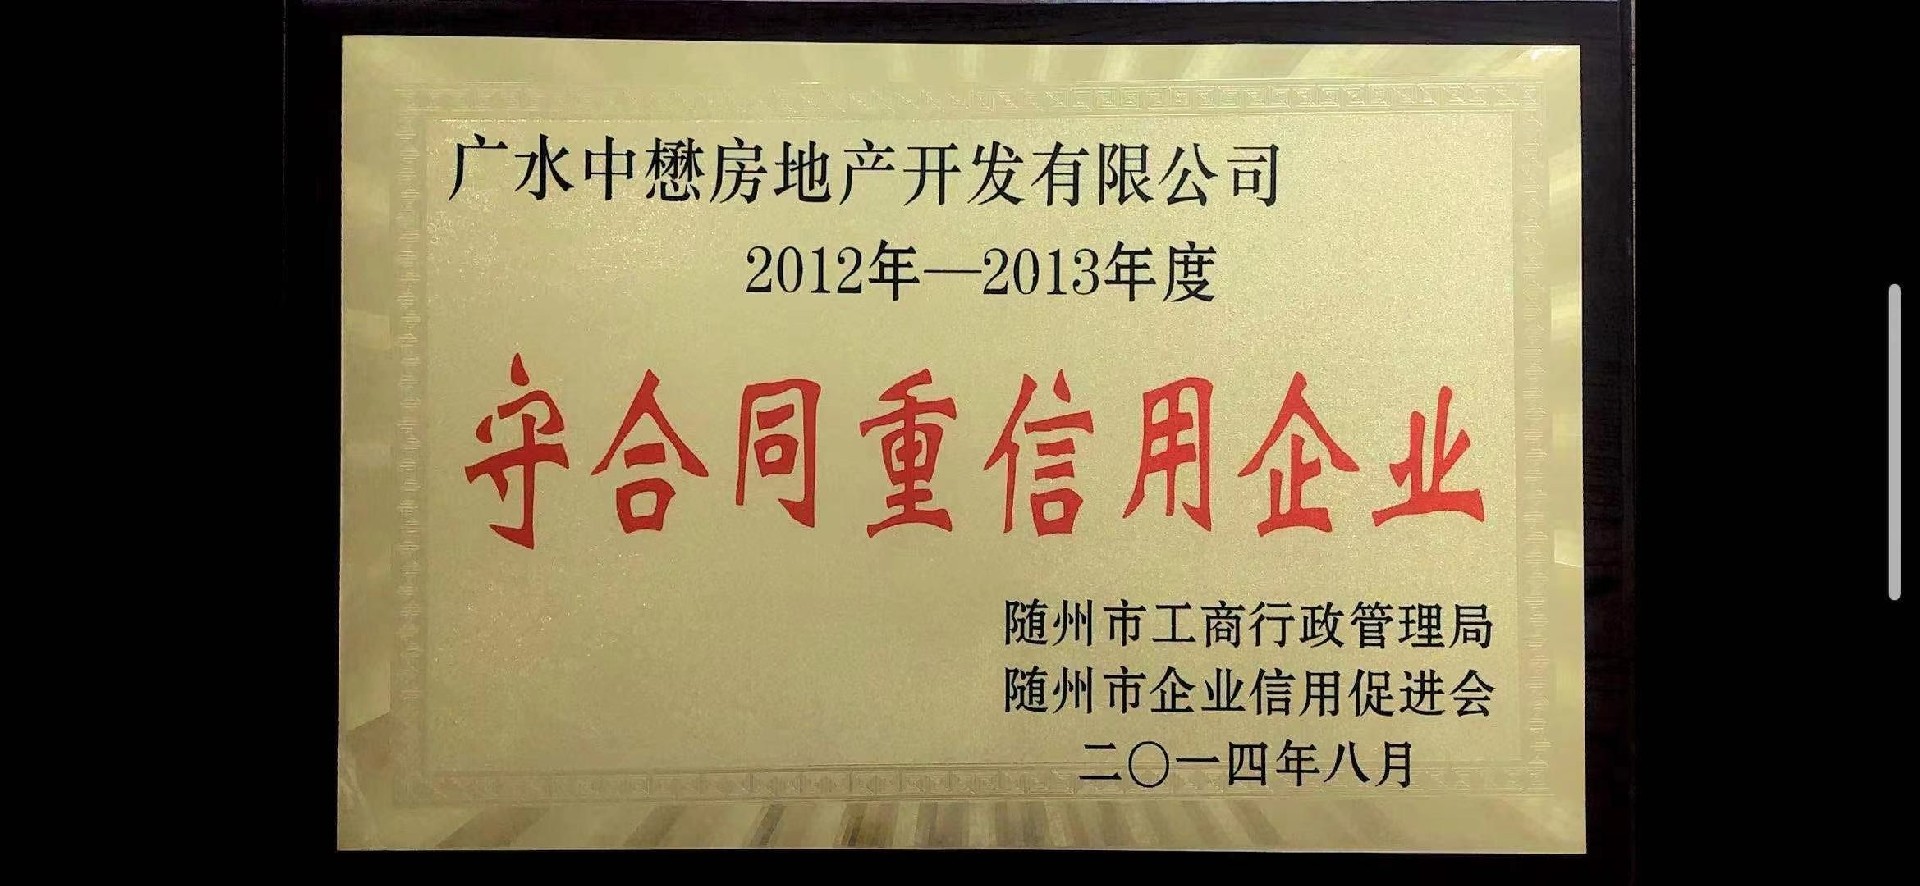 广水中懋房地产开发有限公司
2012年—2013年度
守合同重信用企业
随州市工商行政管理局
随州市企业信用促进会
二〇一四年八月